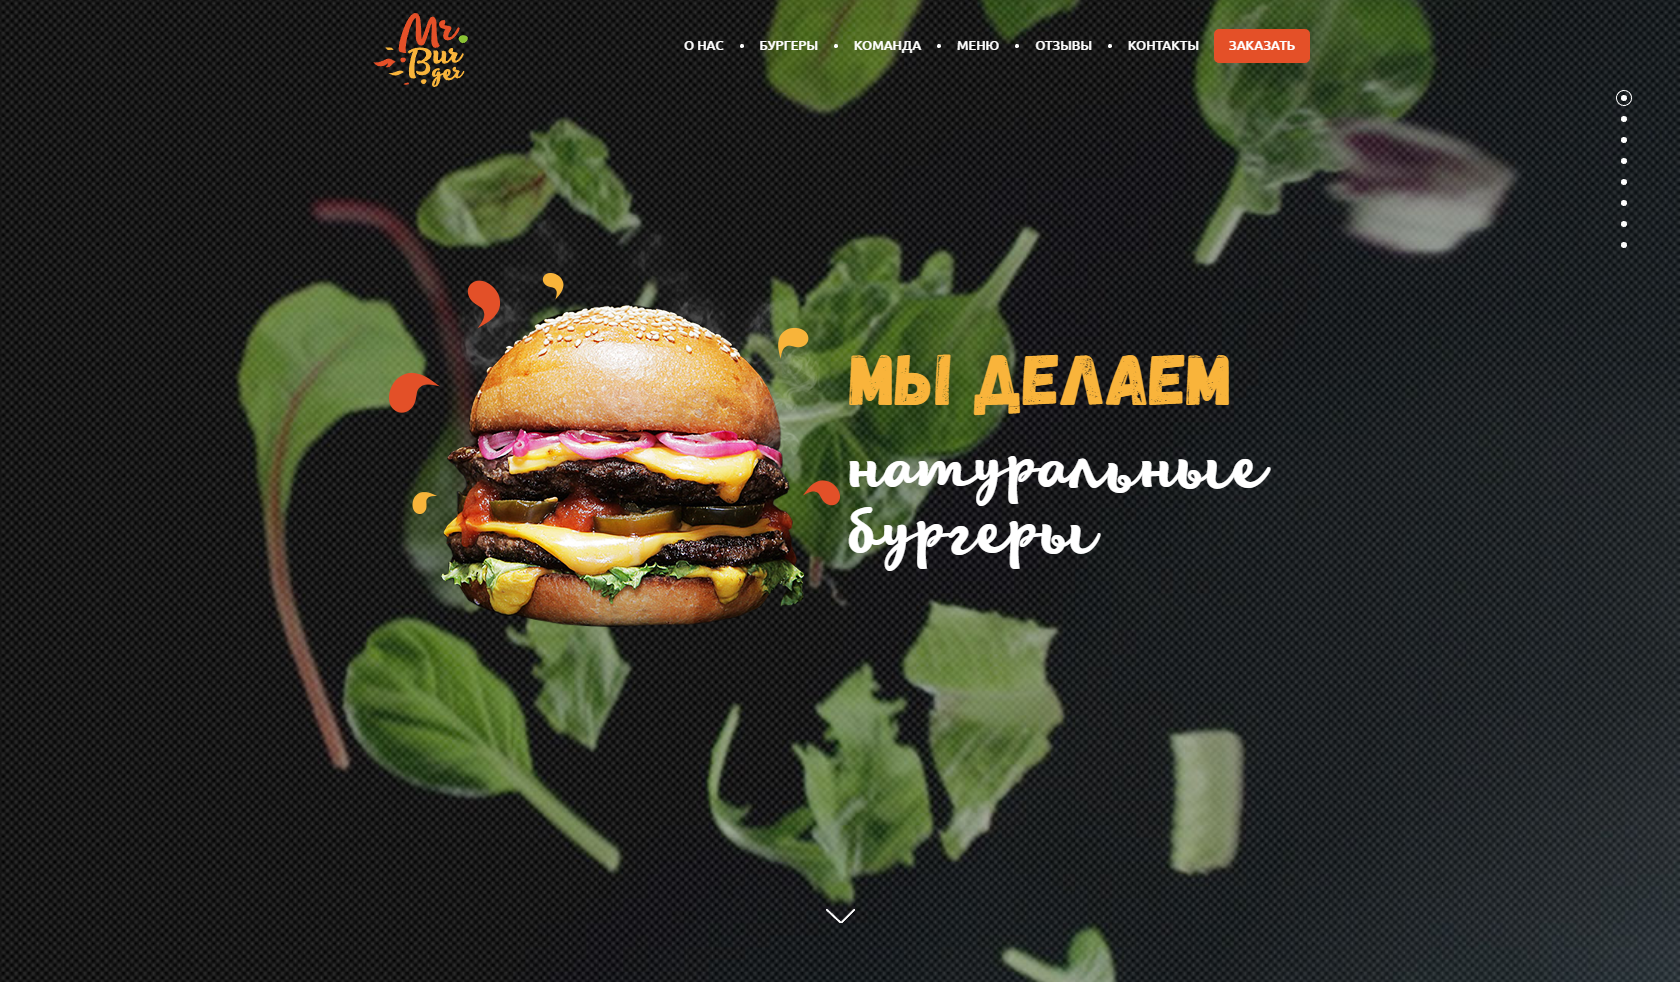 Mr.
Bur
ger
О НАС • БУРГЕРЫ • КОМАНДА • МЕНЮ • ОТЗЫВЫ • КОНТАКТЫ ЗАКАЗАТЬ
МЫ ДЕЛАЕМ
натуральные
бургеры